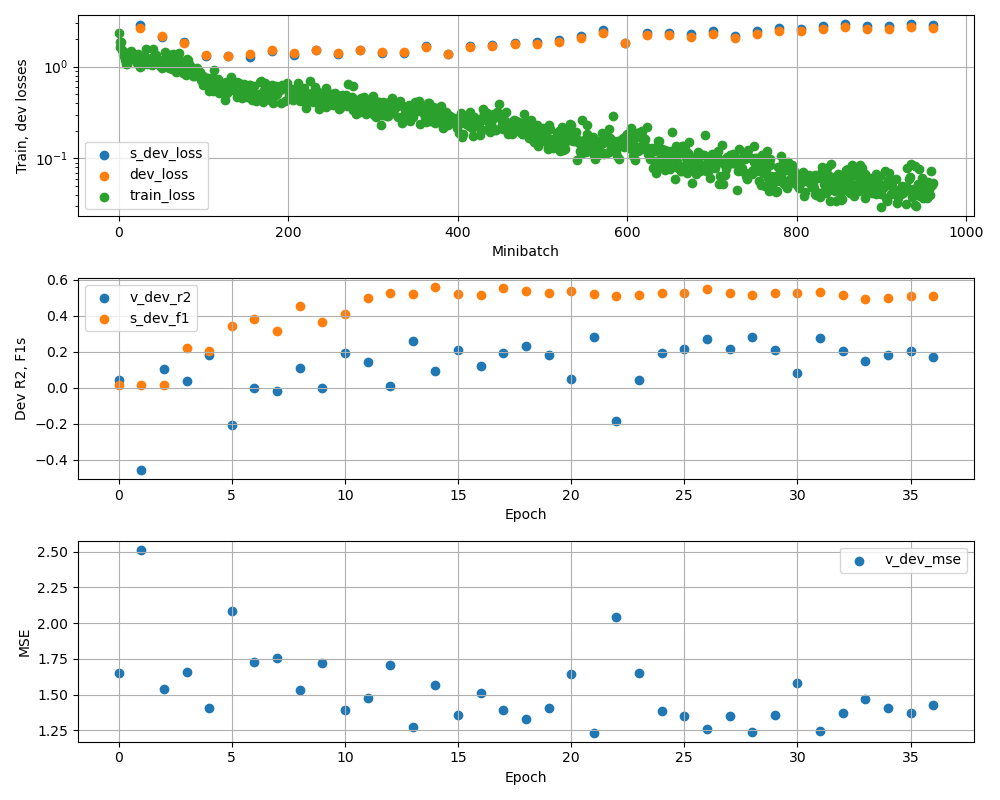 Train, dev losses
10⁰
10⁻¹
s_dev_loss
dev_loss
train_loss
0 200 400 600 800 1000
Minibatch
Dev R2, F1s
0.6
0.4
0.2
0.0
−0.2
−0.4
v_dev_r2
s_dev_f1
0 5 10 15 20 25 30 35
Epoch
MSE
2.50
2.25
2.00
1.75
1.50
1.25
v_dev_mse
0 5 10 15 20 25 30 35
Epoch